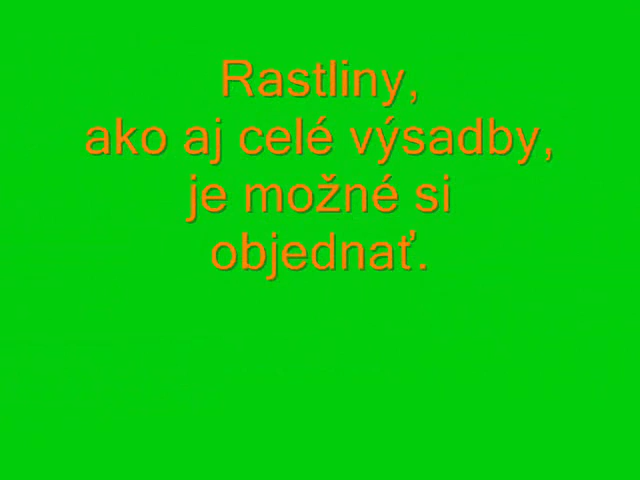 Rastliny,
ako aj celé výsadby,
je možné si
objednať.